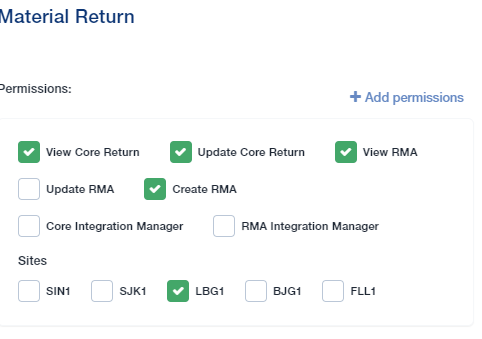 Material Return
Permissions:
+ Add permissions
View Core Return Update Core Return View RMA
Update RMA Create RMA
Core Integration Manager RMA Integration Manager
Sites
SIN1 SJK1 LBG1 BJG1 FLL1